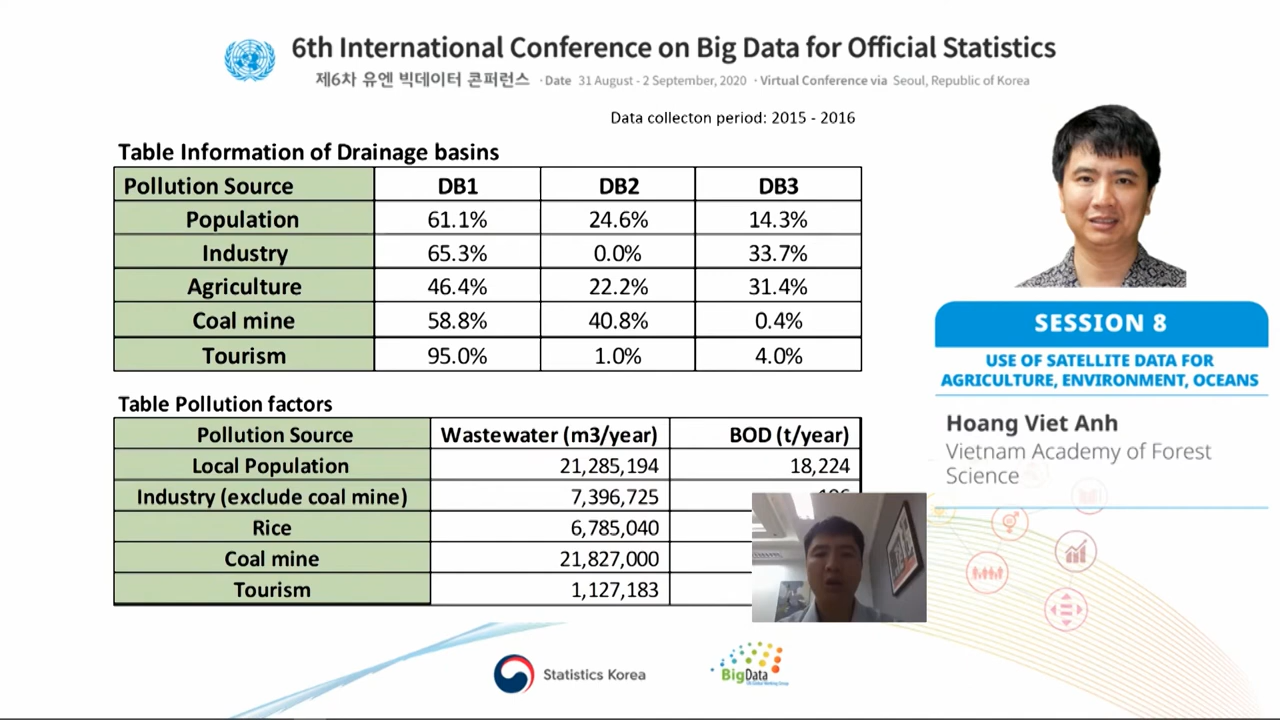 6th International Conference on Big Data for Official Statistics
제6차 유엔 빅데이터 콘퍼런스 · Date 31 August - 2 September, 2020 · Virtual Conference via Seoul, Republic of Korea
Data collecton period: 2015 - 2016
Table Information of Drainage basins
Pollution Source DB1 DB2 DB3
Population 61.1% 24.6% 14.3%
Industry 65.3% 0.0% 33.7%
Agriculture 46.4% 22.2% 31.4%
Coal mine 58.8% 40.8% 0.4%
Tourism 95.0% 1.0% 4.0%
Table Pollution factors
Pollution Source Wastewater (m3/year) BOD (t/year)
Local Population 21,285,194 18,224
Industry (exclude coal mine) 7,396,725
Rice 6,785,040
Coal mine 21,827,000
Tourism 1,127,183
SESSION 8
USE OF SATELLITE DATA FOR
AGRICULTURE, ENVIRONMENT, OCEANS
Hoang Viet Anh
Vietnam Academy of Forest
Science
Statistics Korea
BigData